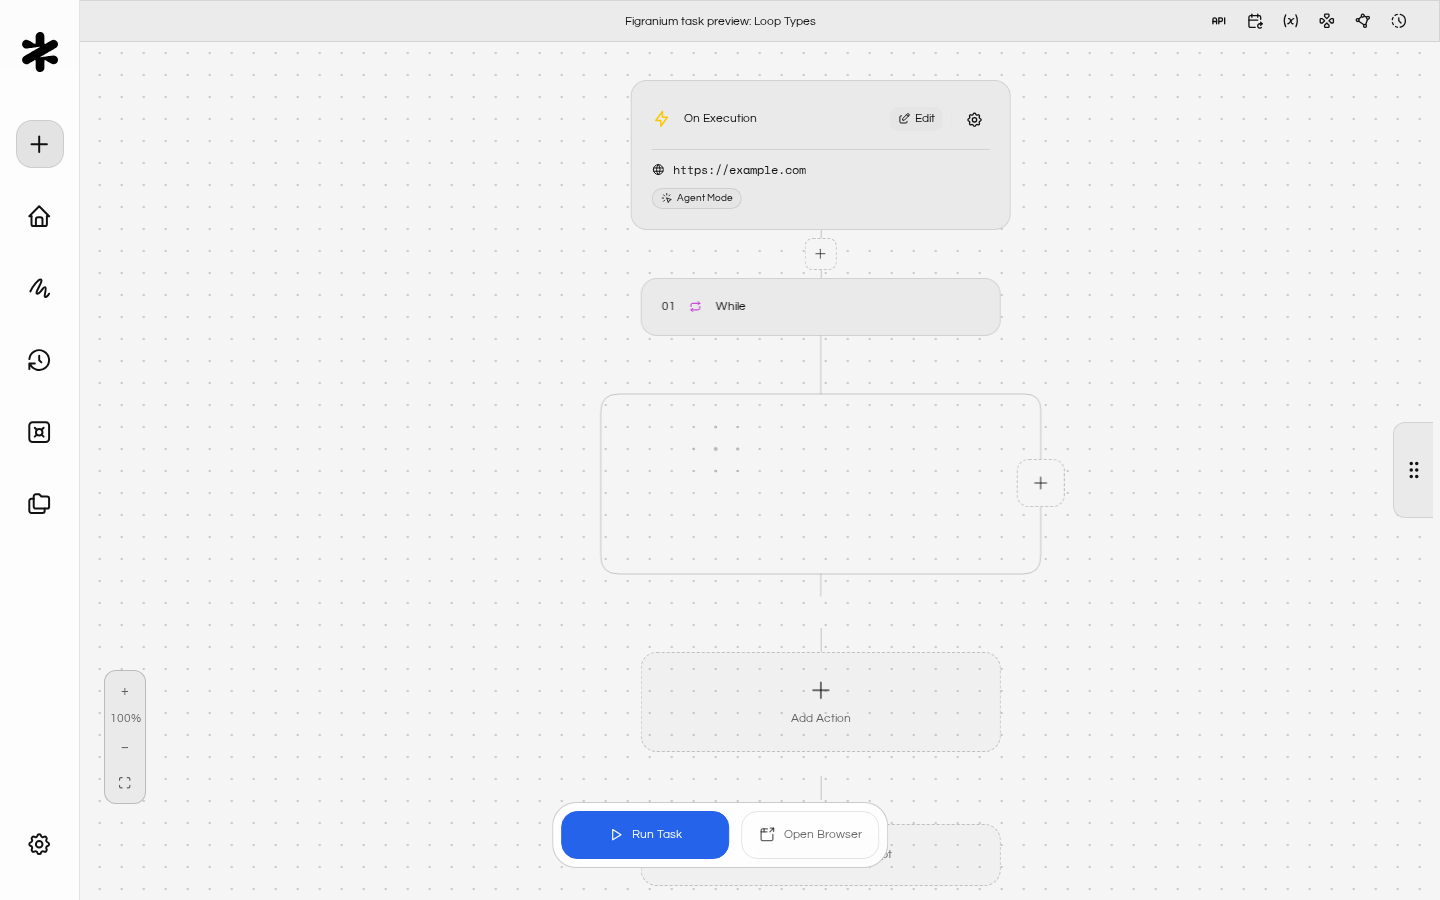 Figranium task preview: Loop Types
API
(x)
On Execution
Edit
https://example.com
Agent Mode
01
While
+
100%
−
Add Action
Run Task
Open Browser